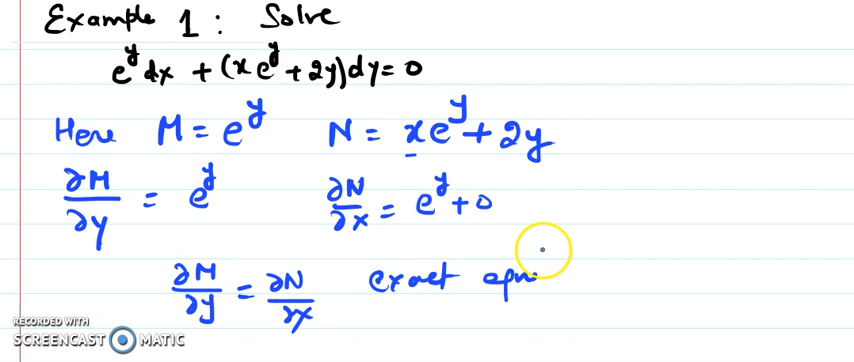 Example 1 : Solve
e^y dx + (xe^y + 2y)dy = 0
Here M = e^y N = xe^y + 2y
∂M/∂y = e^y ∂N/∂x = e^y + 0
∂M/∂y = ∂N/∂x exact eqn
RECORDED WITH
SCREENCAST MATIC